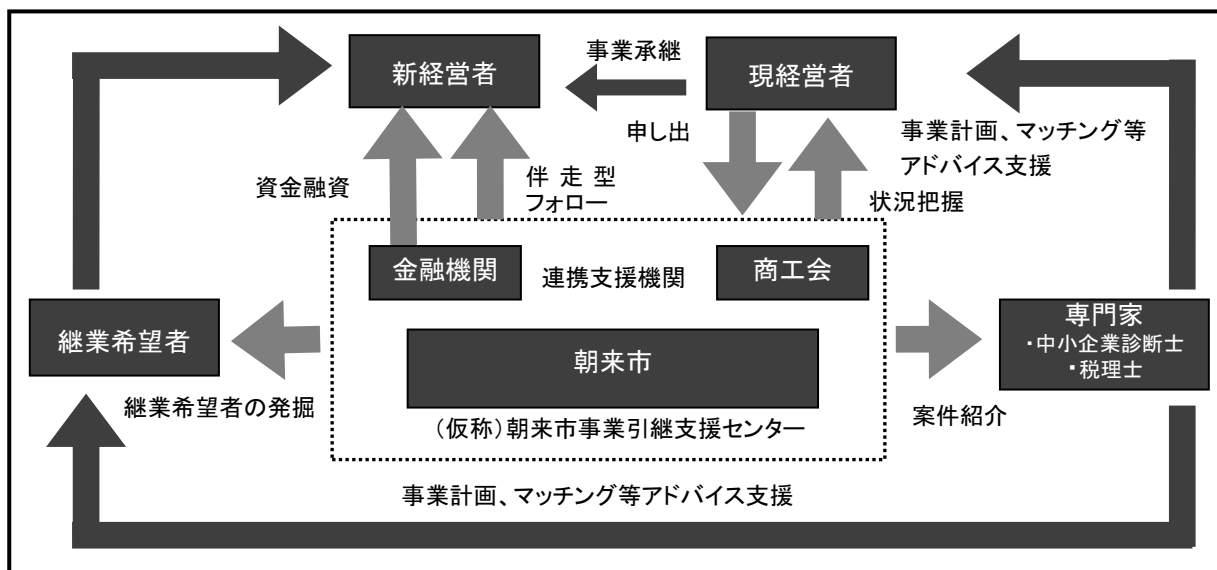 事業承継
新経営者
現経営者
申し出
事業計画、マッチング等
アドバイス支援
資金融資
伴走型
フォロー
状況把握
金融機関
連携支援機関
商工会
継業希望者
朝来市
専門家
・中小企業診断士
・税理士
継業希望者の発掘
（仮称）朝来市事業引継支援センター
案件紹介
事業計画、マッチング等アドバイス支援